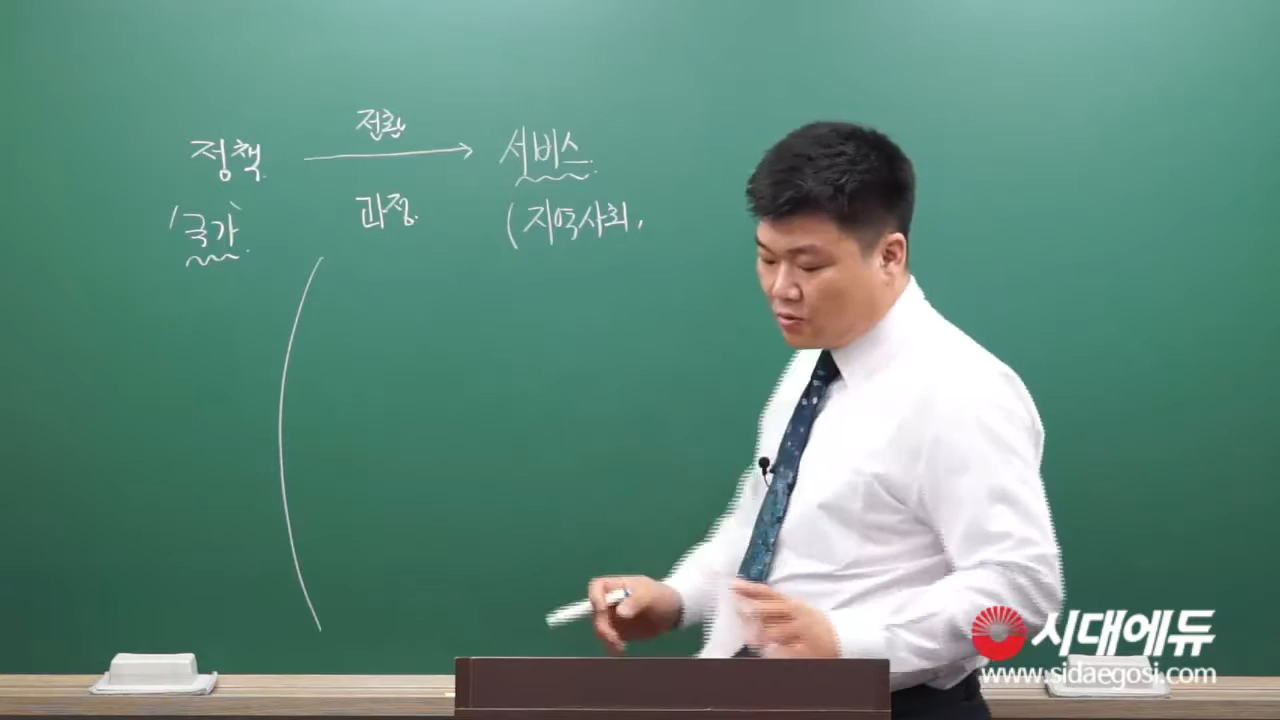 전환
정책 → 서비스
'국가' 과정 (지역사회,
시대에듀
www.sidaegosi.com